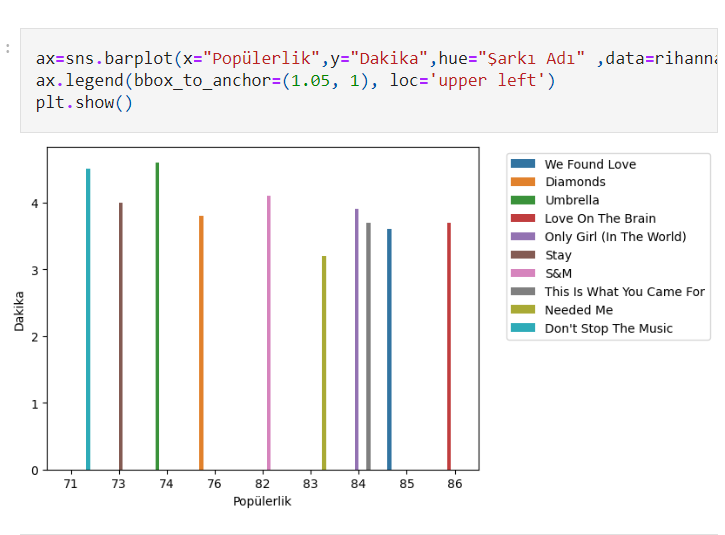 :
ax=sns.barplot(x="Popülerlik",y="Dakika",hue="Şarkı Adı" ,data=rihanna
ax.legend(bbox_to_anchor=(1.05, 1), loc='upper left')
plt.show()
We Found Love
Diamonds
Umbrella
Love On The Brain
Only Girl (In The World)
Stay
S&M
This Is What You Came For
Needed Me
Don't Stop The Music
4
3
2
1
0
Dakika
71 73 74 76 82 83 84 85 86
Popülerlik